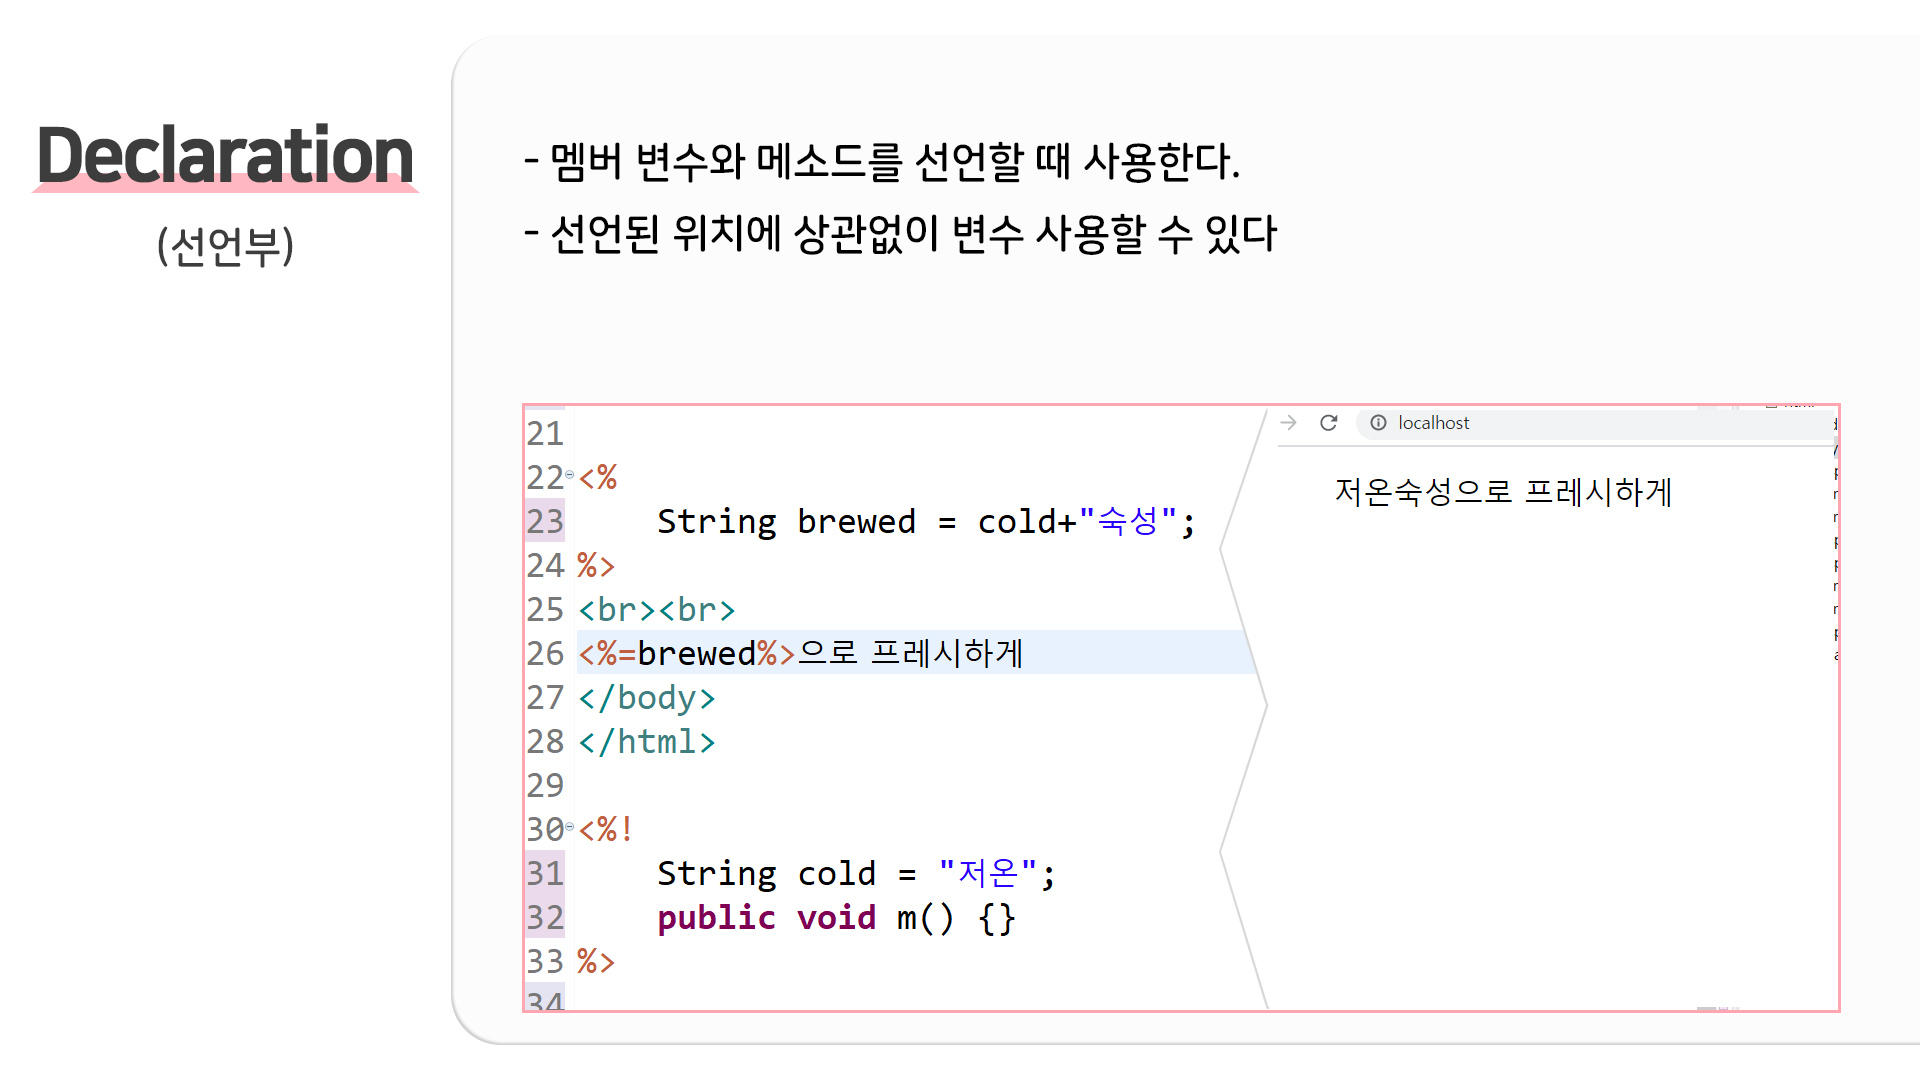 Declaration
(선언부)
- 멤버 변수와 메소드를 선언할 때 사용한다.
- 선언된 위치에 상관없이 변수 사용할 수 있다
21
22 <%
23     String brewed = cold+"숙성";
24 %>
25 <br><br>
26 <%=brewed%>으로 프레시하게
27 </body>
28 </html>
29
30 <%!
31     String cold = "저온";
32     public void m() {}
33 %>
34
localhost
저온숙성으로 프레시하게